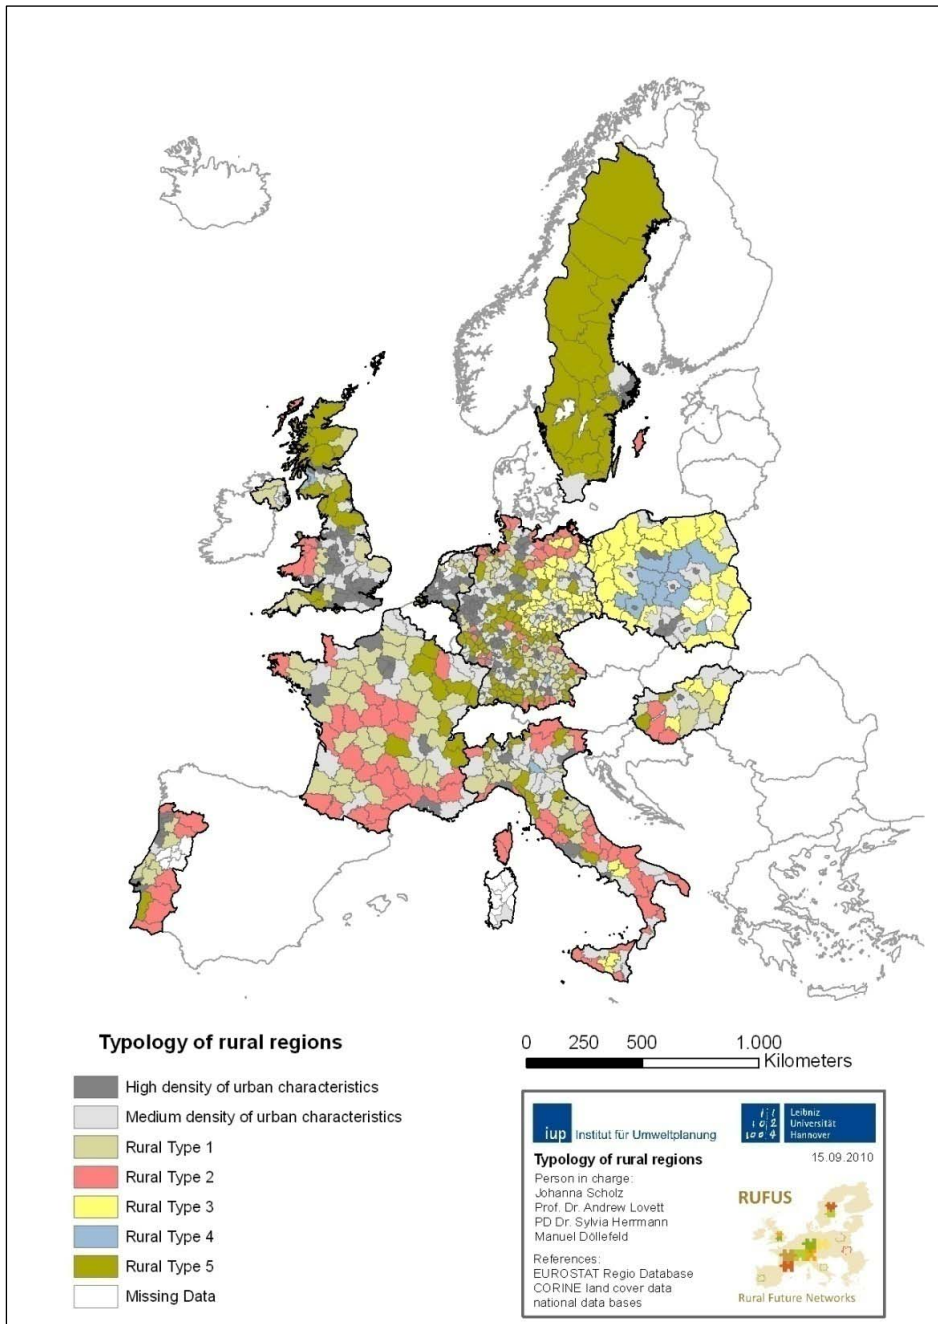 Typology of rural regions
High density of urban characteristics
Medium density of urban characteristics
Rural Type 1
Rural Type 2
Rural Type 3
Rural Type 4
Rural Type 5
Missing Data
0 250 500 1.000
Kilometers
iup Institut für Umweltplanung
Leibniz
Universität
Hannover
Typology of rural regions 15.09.2010
Person in charge:
Johanna Scholz
Prof. Dr. Andrew Lovett
PD Dr. Sylvia Herrmann
Manuel Döllefeld
RUFUS
References:
EUROSTAT Regio Database
CORINE land cover data
national data bases
Rural Future Networks